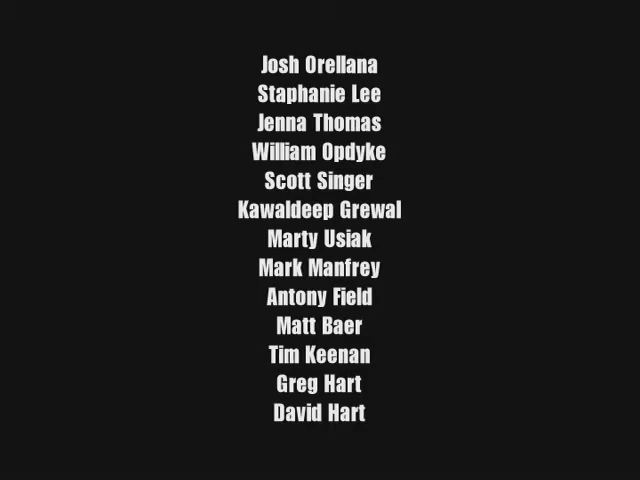 Josh Orellana
Staphanie Lee
Jenna Thomas
William Opdyke
Scott Singer
Kawaldeep Grewal
Marty Usiak
Mark Manfrey
Antony Field
Matt Baer
Tim Keenan
Greg Hart
David Hart